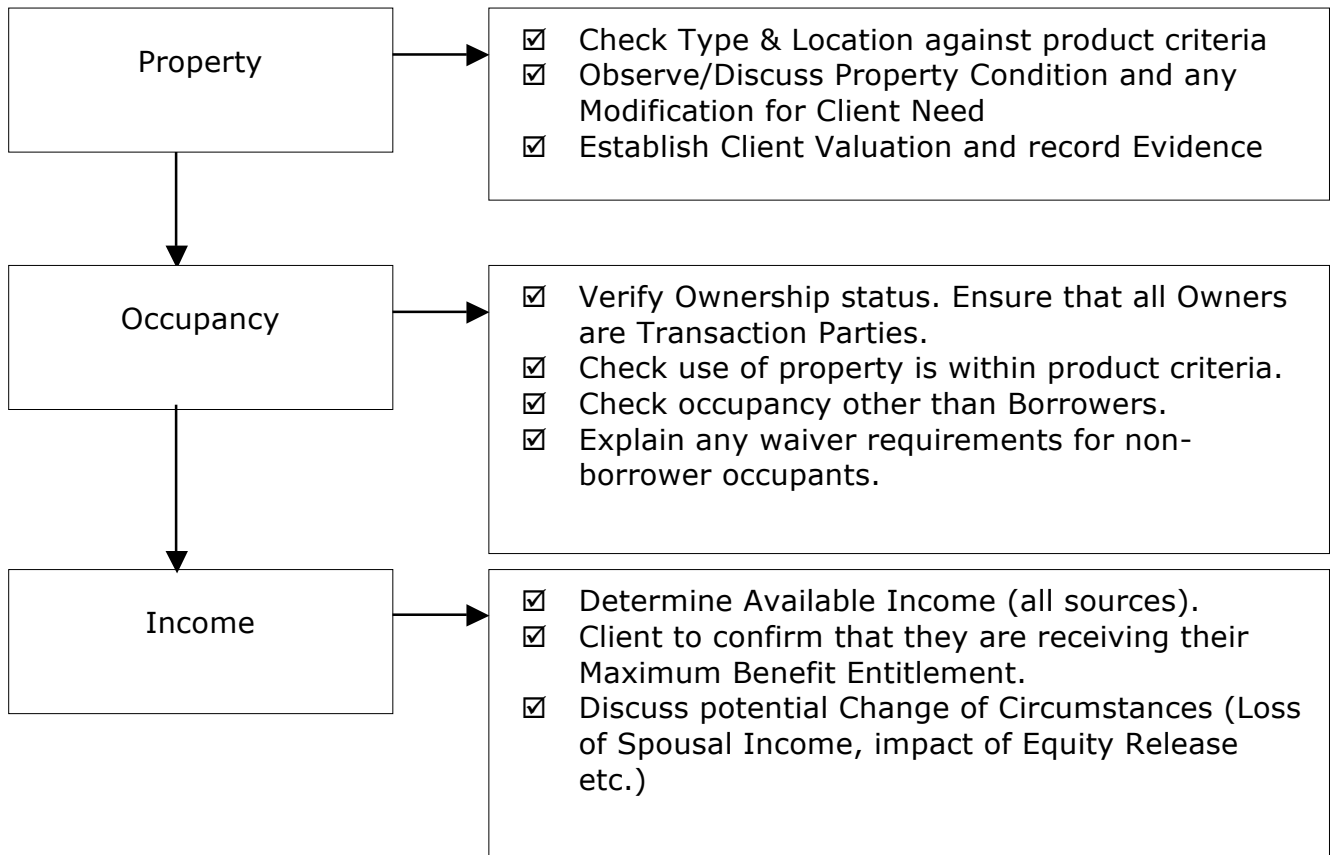 Property
☑ Check Type & Location against product criteria
☑ Observe/Discuss Property Condition and any
Modification for Client Need
☑ Establish Client Valuation and record Evidence
Occupancy
☑ Verify Ownership status. Ensure that all Owners
are Transaction Parties.
☑ Check use of property is within product criteria.
☑ Check occupancy other than Borrowers.
☑ Explain any waiver requirements for non-
borrower occupants.
Income
☑ Determine Available Income (all sources).
☑ Client to confirm that they are receiving their
Maximum Benefit Entitlement.
☑ Discuss potential Change of Circumstances (Loss
of Spousal Income, impact of Equity Release
etc.)